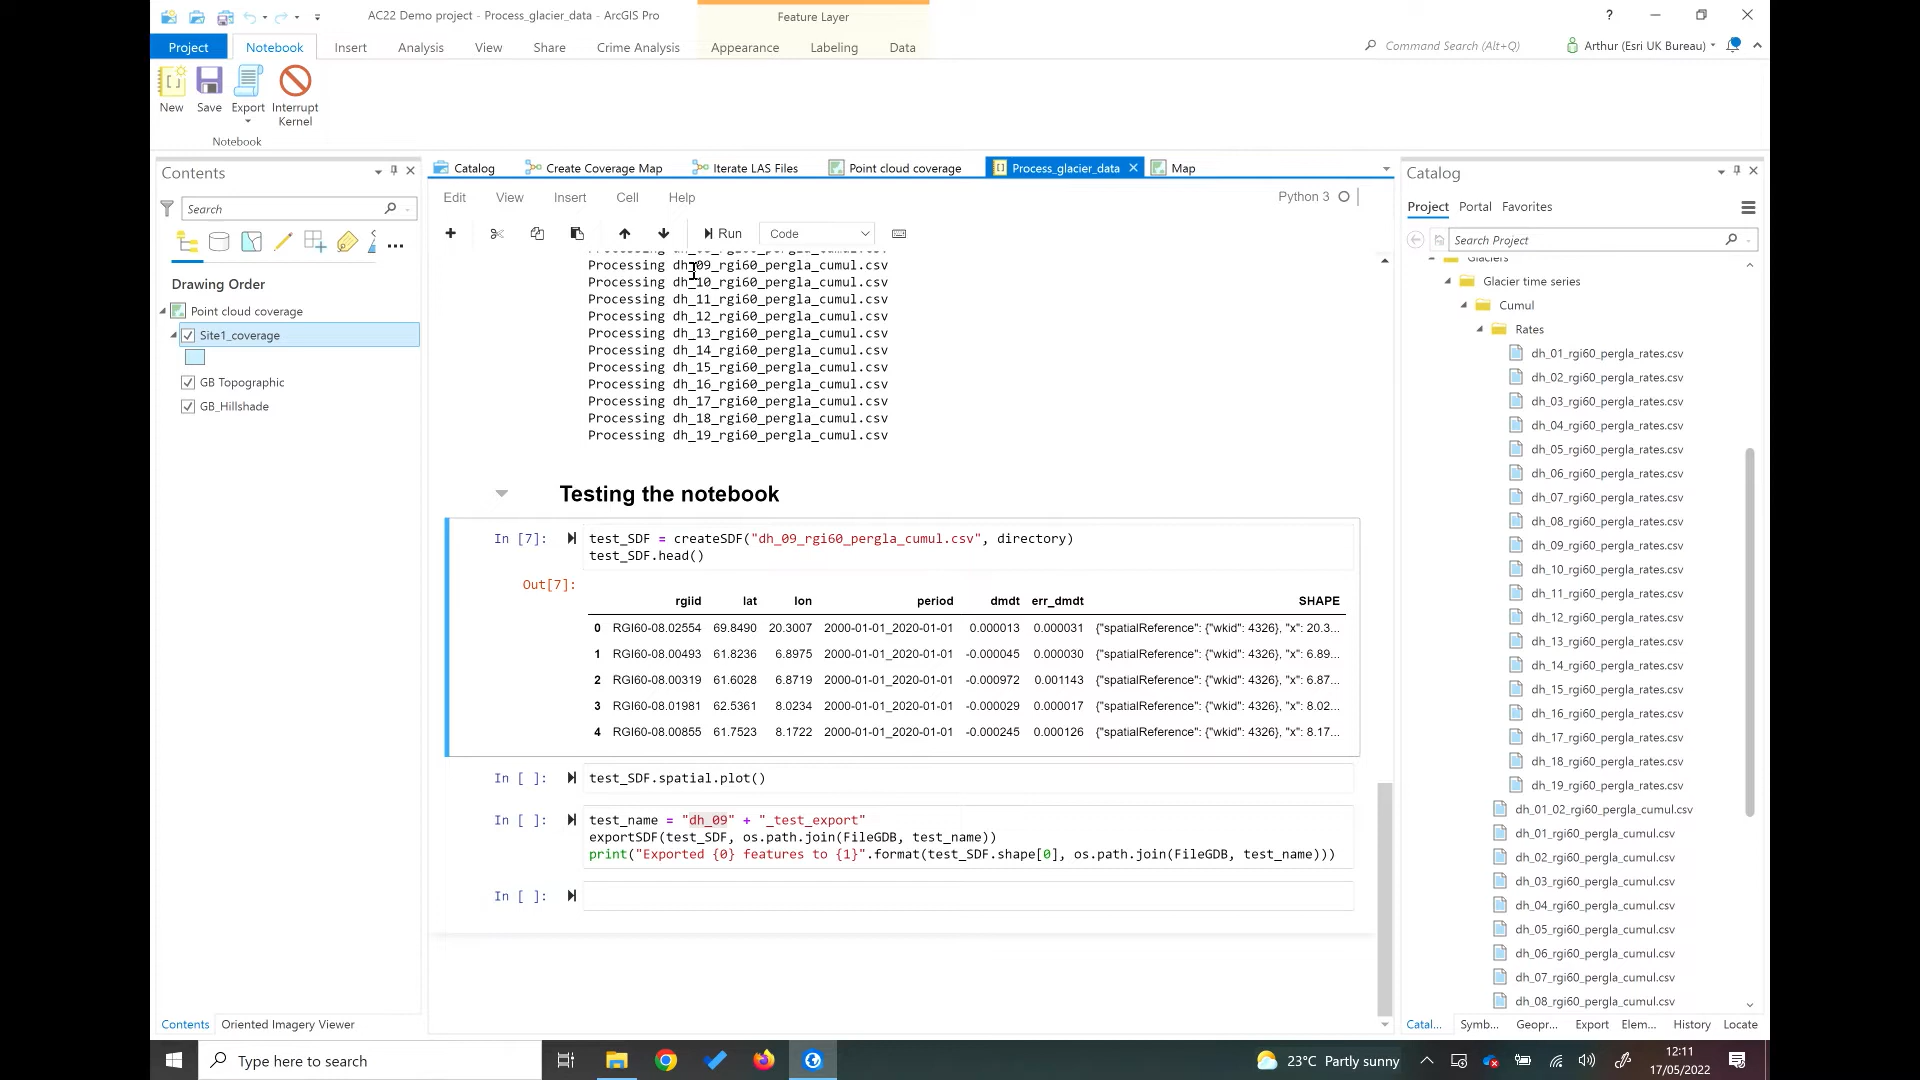 AC22 Demo project - Process_glacier_data - ArcGIS Pro
Feature Layer
?
Project
Notebook
Insert
Analysis
View
Share
Crime Analysis
Appearance
Labeling
Data
Command Search (Alt+Q)
Arthur (Esri UK Bureau)
New
Save
Export
Interrupt
Kernel
Notebook
Contents
Search
Drawing Order
Point cloud coverage
Site1_coverage
GB Topographic
GB_Hillshade
Contents
Oriented Imagery Viewer
Catalog
Create Coverage Map
Iterate LAS Files
Point cloud coverage
Process_glacier_data
Map
Edit
View
Insert
Cell
Help
Python 3
Run
Code
Processing dh_09_rgi60_pergla_cumul.csv
Processing dh_10_rgi60_pergla_cumul.csv
Processing dh_11_rgi60_pergla_cumul.csv
Processing dh_12_rgi60_pergla_cumul.csv
Processing dh_13_rgi60_pergla_cumul.csv
Processing dh_14_rgi60_pergla_cumul.csv
Processing dh_15_rgi60_pergla_cumul.csv
Processing dh_16_rgi60_pergla_cumul.csv
Processing dh_17_rgi60_pergla_cumul.csv
Processing dh_18_rgi60_pergla_cumul.csv
Processing dh_19_rgi60_pergla_cumul.csv
Testing the notebook
In [7]:
test_SDF = createSDF("dh_09_rgi60_pergla_cumul.csv", directory)
test_SDF.head()
Out[7]:
rgiid lat lon period dmdt err_dmdt SHAPE
0 RGI60-08.02554 69.8490 20.3007 2000-01-01_2020-01-01 0.000013 0.000031 {"spatialReference": {"wkid": 4326}, "x": 20.3...
1 RGI60-08.00493 61.8236 6.8975 2000-01-01_2020-01-01 -0.000045 0.000030 {"spatialReference": {"wkid": 4326}, "x": 6.89...
2 RGI60-08.00319 61.6028 6.8719 2000-01-01_2020-01-01 -0.000972 0.001143 {"spatialReference": {"wkid": 4326}, "x": 6.87...
3 RGI60-08.01981 62.5361 8.0234 2000-01-01_2020-01-01 -0.000029 0.000017 {"spatialReference": {"wkid": 4326}, "x": 8.02...
4 RGI60-08.00855 61.7523 8.1722 2000-01-01_2020-01-01 -0.000245 0.000126 {"spatialReference": {"wkid": 4326}, "x": 8.17...
In [ ]:
test_SDF.spatial.plot()
In [ ]:
test_name = "dh_09" + "_test_export"
exportSDF(test_SDF, os.path.join(FileGDB, test_name))
print("Exported {0} features to {1}".format(test_SDF.shape[0], os.path.join(FileGDB, test_name)))
In [ ]:
Catalog
Project
Portal
Favorites
Search Project
Glaciers
Glacier time series
Cumul
Rates
dh_01_rgi60_pergla_rates.csv
dh_02_rgi60_pergla_rates.csv
dh_03_rgi60_pergla_rates.csv
dh_04_rgi60_pergla_rates.csv
dh_05_rgi60_pergla_rates.csv
dh_06_rgi60_pergla_rates.csv
dh_07_rgi60_pergla_rates.csv
dh_08_rgi60_pergla_rates.csv
dh_09_rgi60_pergla_rates.csv
dh_10_rgi60_pergla_rates.csv
dh_11_rgi60_pergla_rates.csv
dh_12_rgi60_pergla_rates.csv
dh_13_rgi60_pergla_rates.csv
dh_14_rgi60_pergla_rates.csv
dh_15_rgi60_pergla_rates.csv
dh_16_rgi60_pergla_rates.csv
dh_17_rgi60_pergla_rates.csv
dh_18_rgi60_pergla_rates.csv
dh_19_rgi60_pergla_rates.csv
dh_01_02_rgi60_pergla_cumul.csv
dh_01_rgi60_pergla_cumul.csv
dh_02_rgi60_pergla_cumul.csv
dh_03_rgi60_pergla_cumul.csv
dh_04_rgi60_pergla_cumul.csv
dh_05_rgi60_pergla_cumul.csv
dh_06_rgi60_pergla_cumul.csv
dh_07_rgi60_pergla_cumul.csv
dh_08_rgi60_pergla_cumul.csv
Catal...
Symb...
Geopr...
Export
Elem...
History
Locate
Type here to search
23°C Partly sunny
12:11
17/05/2022